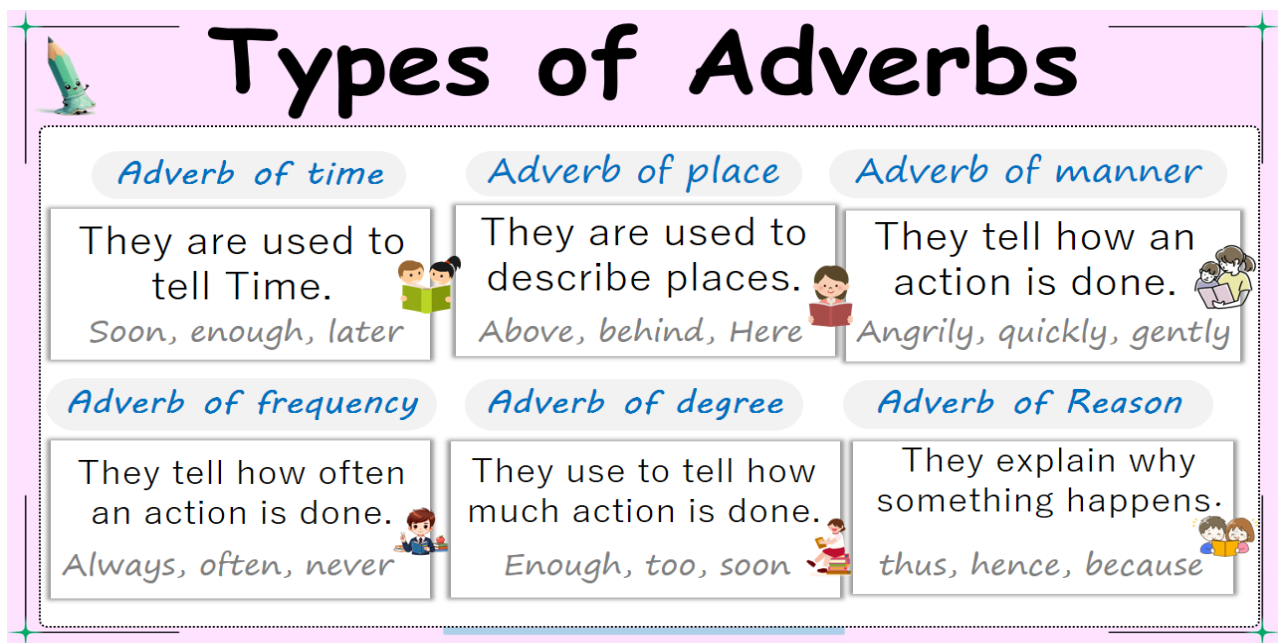 Types of Adverbs
Adverb of time
They are used to
tell Time.
Soon, enough, later
Adverb of place
They are used to
describe places.
Above, behind, Here
Adverb of manner
They tell how an
action is done.
Angrily, quickly, gently
Adverb of frequency
They tell how often
an action is done.
Always, often, never
Adverb of degree
They use to tell how
much action is done.
Enough, too, soon
Adverb of Reason
They explain why
something happens.
thus, hence, because